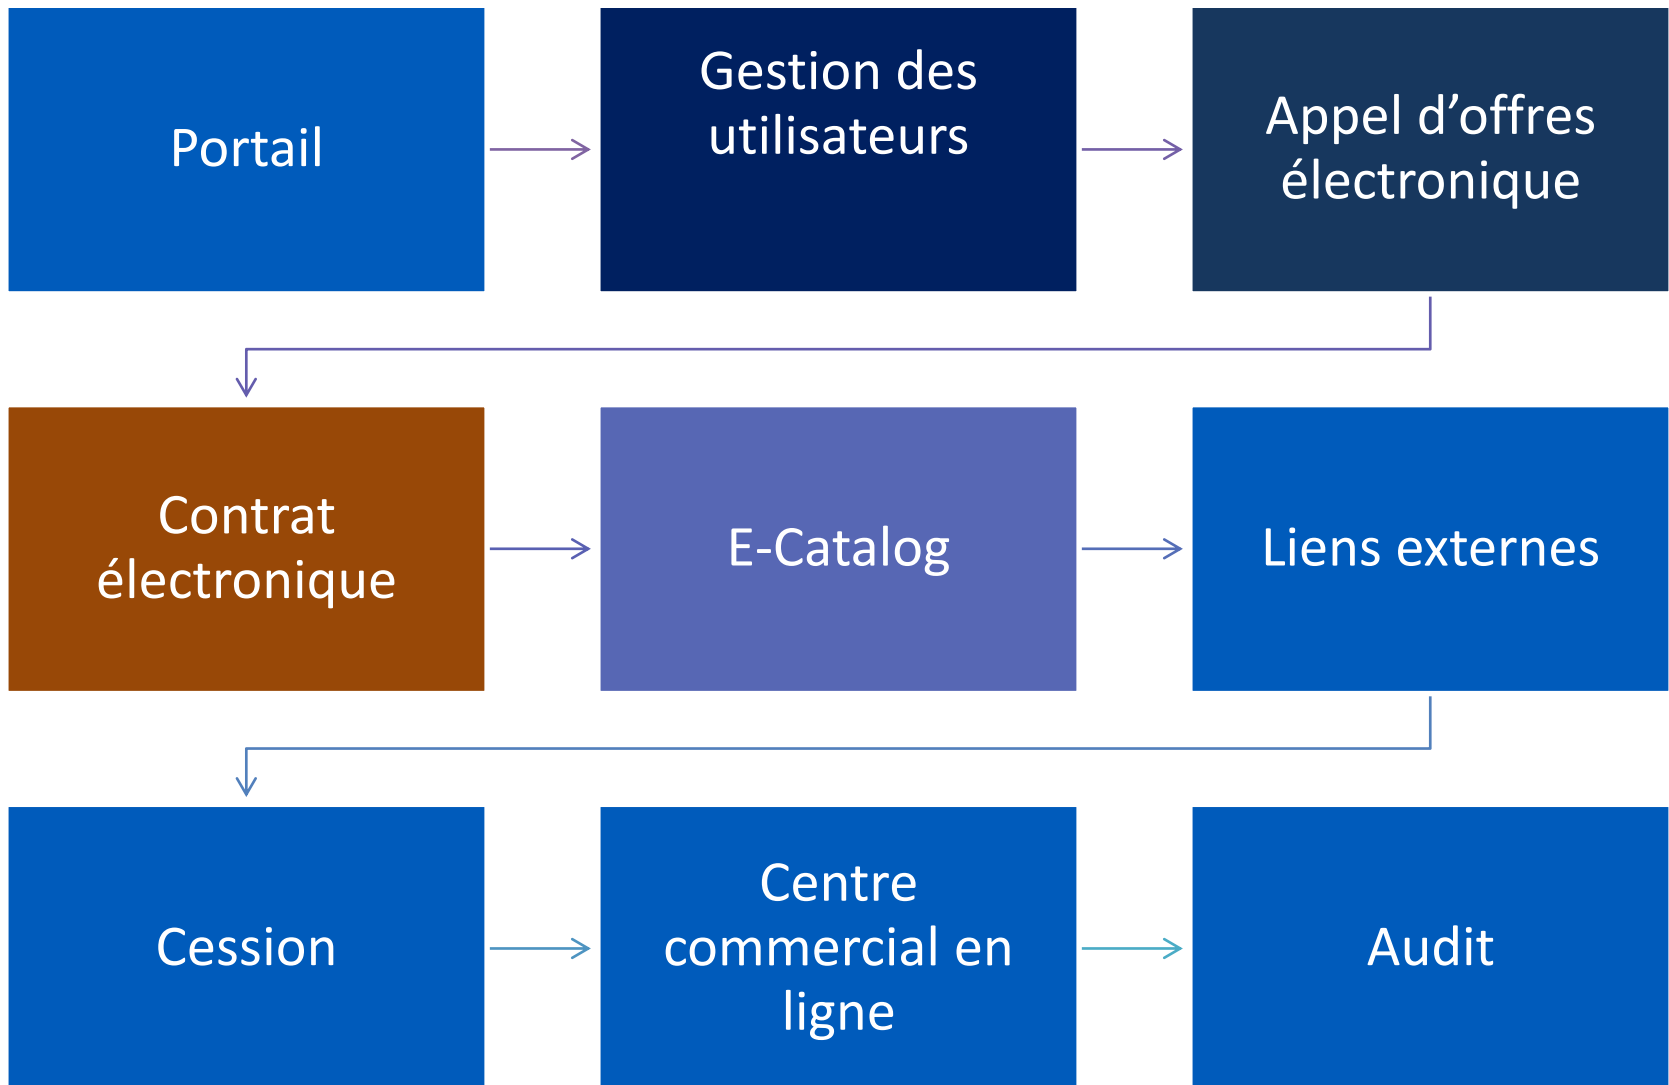 Portail
Gestion des
utilisateurs
Appel d’offres
électronique
Contrat
électronique
E-Catalog
Liens externes
Cession
Centre
commercial en
ligne
Audit